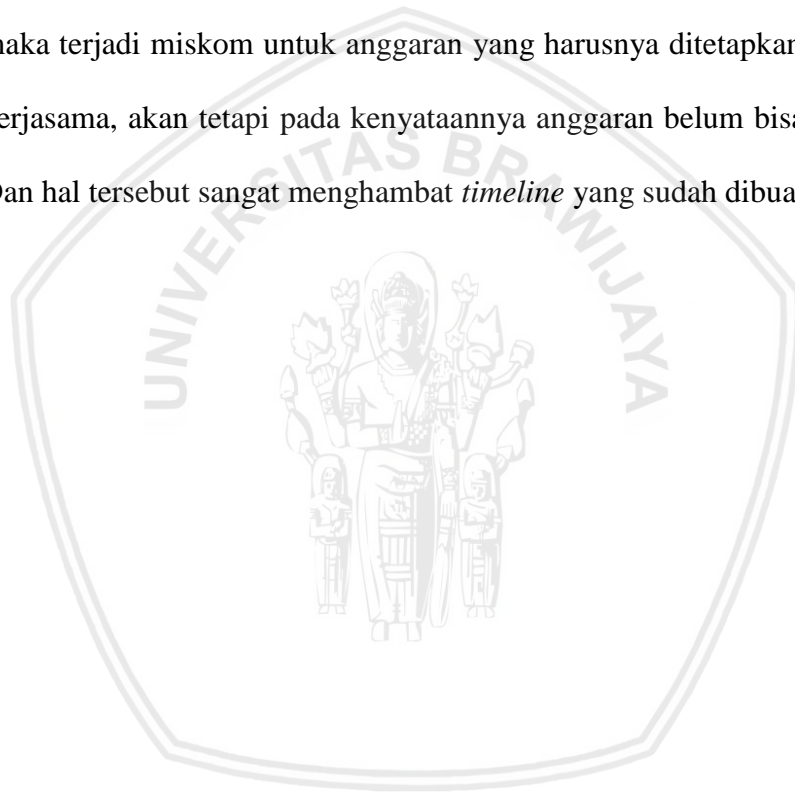 maka terjadi miskom untuk anggaran yang harusnya ditetapkan
erjasama, akan tetapi pada kenyataannya anggaran belum bisa
Dan hal tersebut sangat menghambat timeline yang sudah dibua
UNIVERSITAS BRAWIJAYA